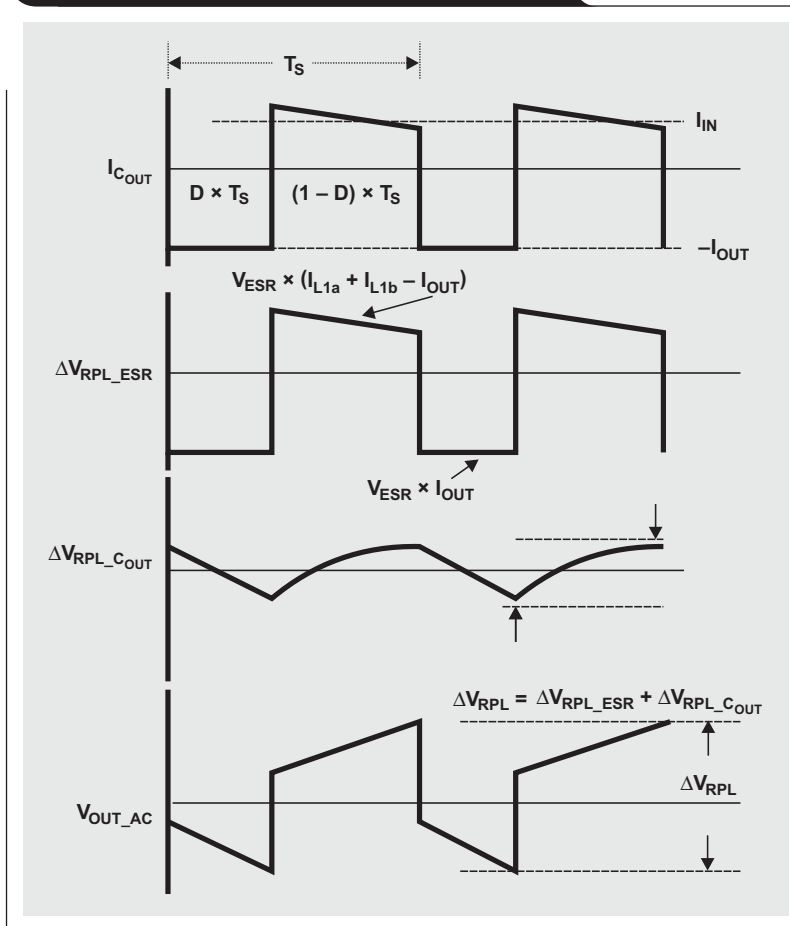 T_S
I_IN
I_C_OUT
D × T_S
(1 – D) × T_S
–I_OUT
V_ESR × (I_L1a + I_L1b – I_OUT)
ΔV_RPL_ESR
V_ESR × I_OUT
ΔV_RPL_C_OUT
ΔV_RPL = ΔV_RPL_ESR + ΔV_RPL_C_OUT
ΔV_RPL
V_OUT_AC